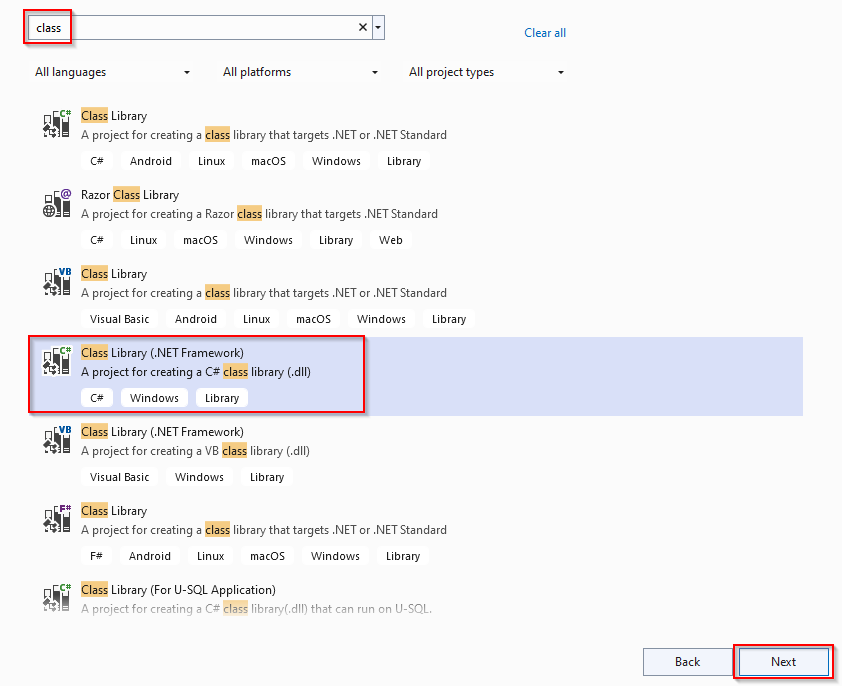 class
Clear all
All languages All platforms All project types
C#
Class Library
A project for creating a class library that targets .NET or .NET Standard
C# Android Linux macOS Windows Library
@
Razor Class Library
A project for creating a Razor class library that targets .NET Standard
C# Linux macOS Windows Library Web
VB
Class Library
A project for creating a class library that targets .NET or .NET Standard
Visual Basic Android Linux macOS Windows Library
C#
Class Library (.NET Framework)
A project for creating a C# class library (.dll)
C# Windows Library
VB
Class Library (.NET Framework)
A project for creating a VB class library (.dll)
Visual Basic Windows Library
F#
Class Library
A project for creating a class library that targets .NET or .NET Standard
F# Android Linux macOS Windows Library
C#
Class Library (For U-SQL Application)
A project for creating a C# class library(.dll) that can run on U-SQL.
Back Next